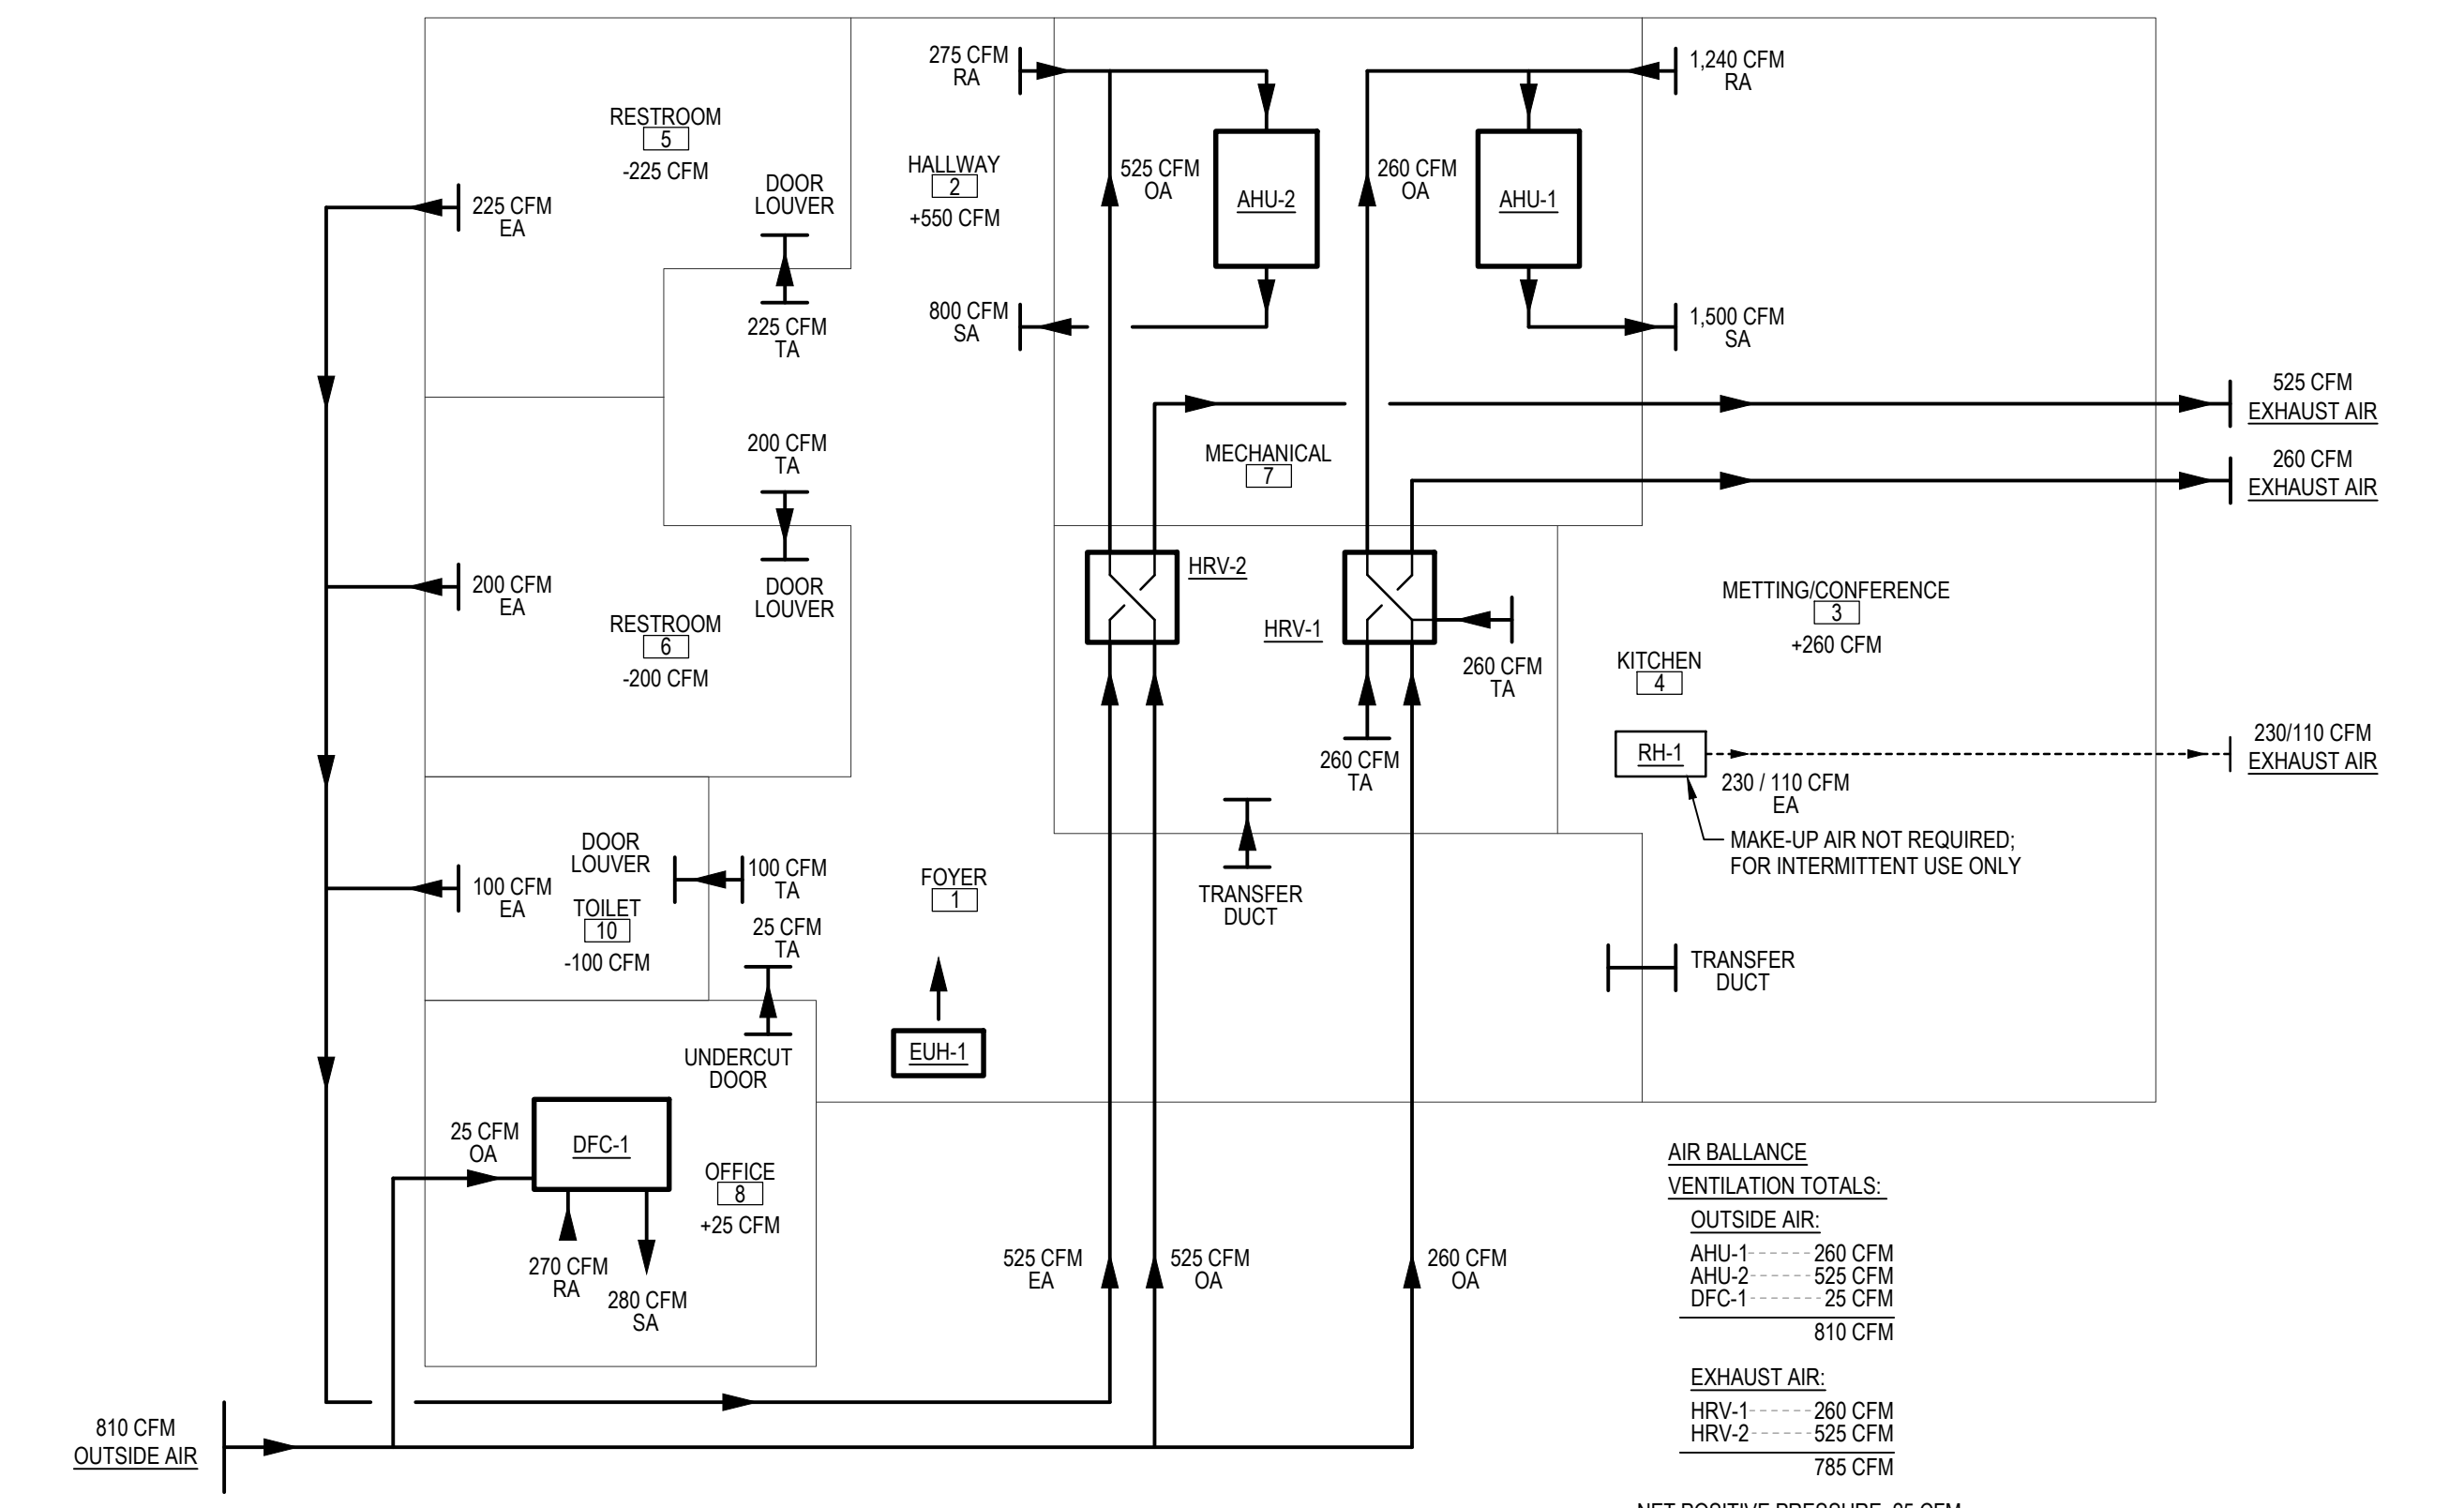 275 CFM
RA
1,240 CFM
RA
RESTROOM
5
-225 CFM
DOOR
LOUVER
HALLWAY
2
+550 CFM
525 CFM
OA
AHU-2
260 CFM
OA
AHU-1
225 CFM
EA
225 CFM
TA
800 CFM
SA
1,500 CFM
SA
525 CFM
EXHAUST AIR
200 CFM
TA
MECHANICAL
7
260 CFM
EXHAUST AIR
200 CFM
EA
DOOR
LOUVER
RESTROOM
6
-200 CFM
HRV-2
HRV-1
260 CFM
TA
METTING/CONFERENCE
3
+260 CFM
KITCHEN
4
260 CFM
TA
RH-1
230 / 110 CFM
EA
230/110 CFM
EXHAUST AIR
MAKE-UP AIR NOT REQUIRED;
FOR INTERMITTENT USE ONLY
DOOR
LOUVER
100 CFM
TA
100 CFM
EA
TOILET
10
-100 CFM
25 CFM
TA
FOYER
1
TRANSFER
DUCT
TRANSFER
DUCT
UNDERCUT
DOOR
EUH-1
25 CFM
OA
DFC-1
OFFICE
8
+25 CFM
270 CFM
RA
280 CFM
SA
525 CFM
EA
525 CFM
OA
260 CFM
OA
810 CFM
OUTSIDE AIR
AIR BALLANCE
VENTILATION TOTALS:
OUTSIDE AIR:
AHU-1------260 CFM
AHU-2------525 CFM
DFC-1-------25 CFM
810 CFM
EXHAUST AIR:
HRV-1------260 CFM
HRV-2------525 CFM
785 CFM
NET POSITIVE PRESSURE